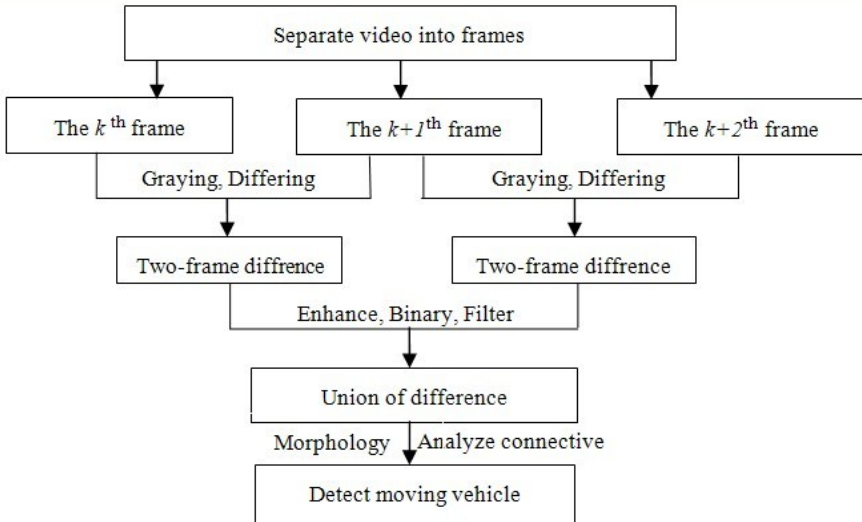 Separate video into frames
The k th frame
The k+1th frame
The k+2th frame
Graying, Differing
Graying, Differing
Two-frame diffrence
Two-frame diffrence
Enhance, Binary, Filter
Union of difference
Morphology
Analyze connective
Detect moving vehicle